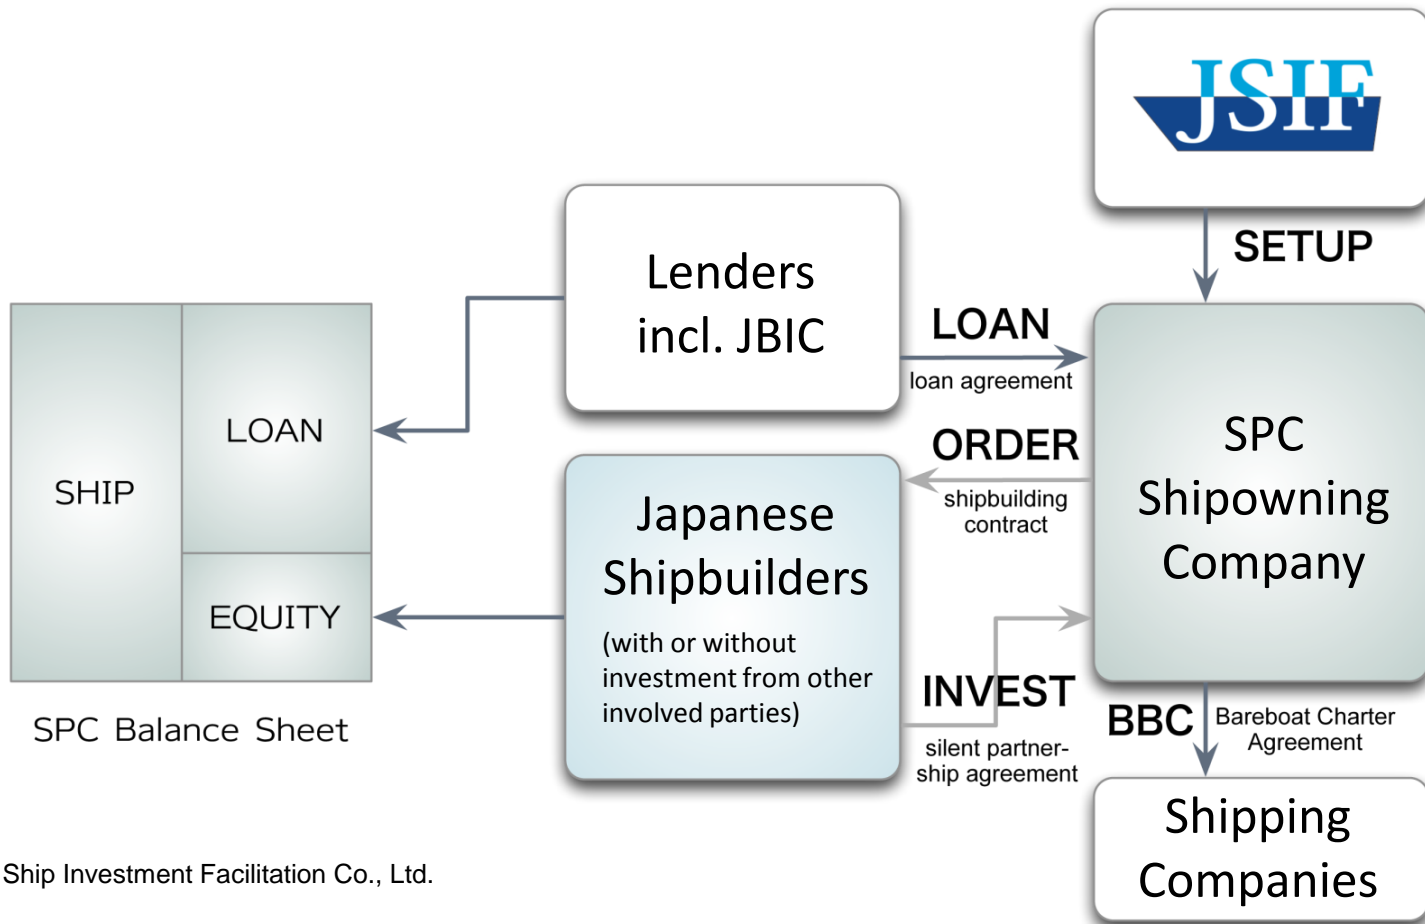 JSIF
SETUP
Lenders
incl. JBIC
LOAN
loan agreement
ORDER
shipbuilding
contract
SPC
Shipowning
Company
SHIP
LOAN
EQUITY
SPC Balance Sheet
Japanese
Shipbuilders
(with or without
investment from other
involved parties)
INVEST
silent partner-
ship agreement
BBC
Bareboat Charter
Agreement
Shipping
Companies
Ship Investment Facilitation Co., Ltd.